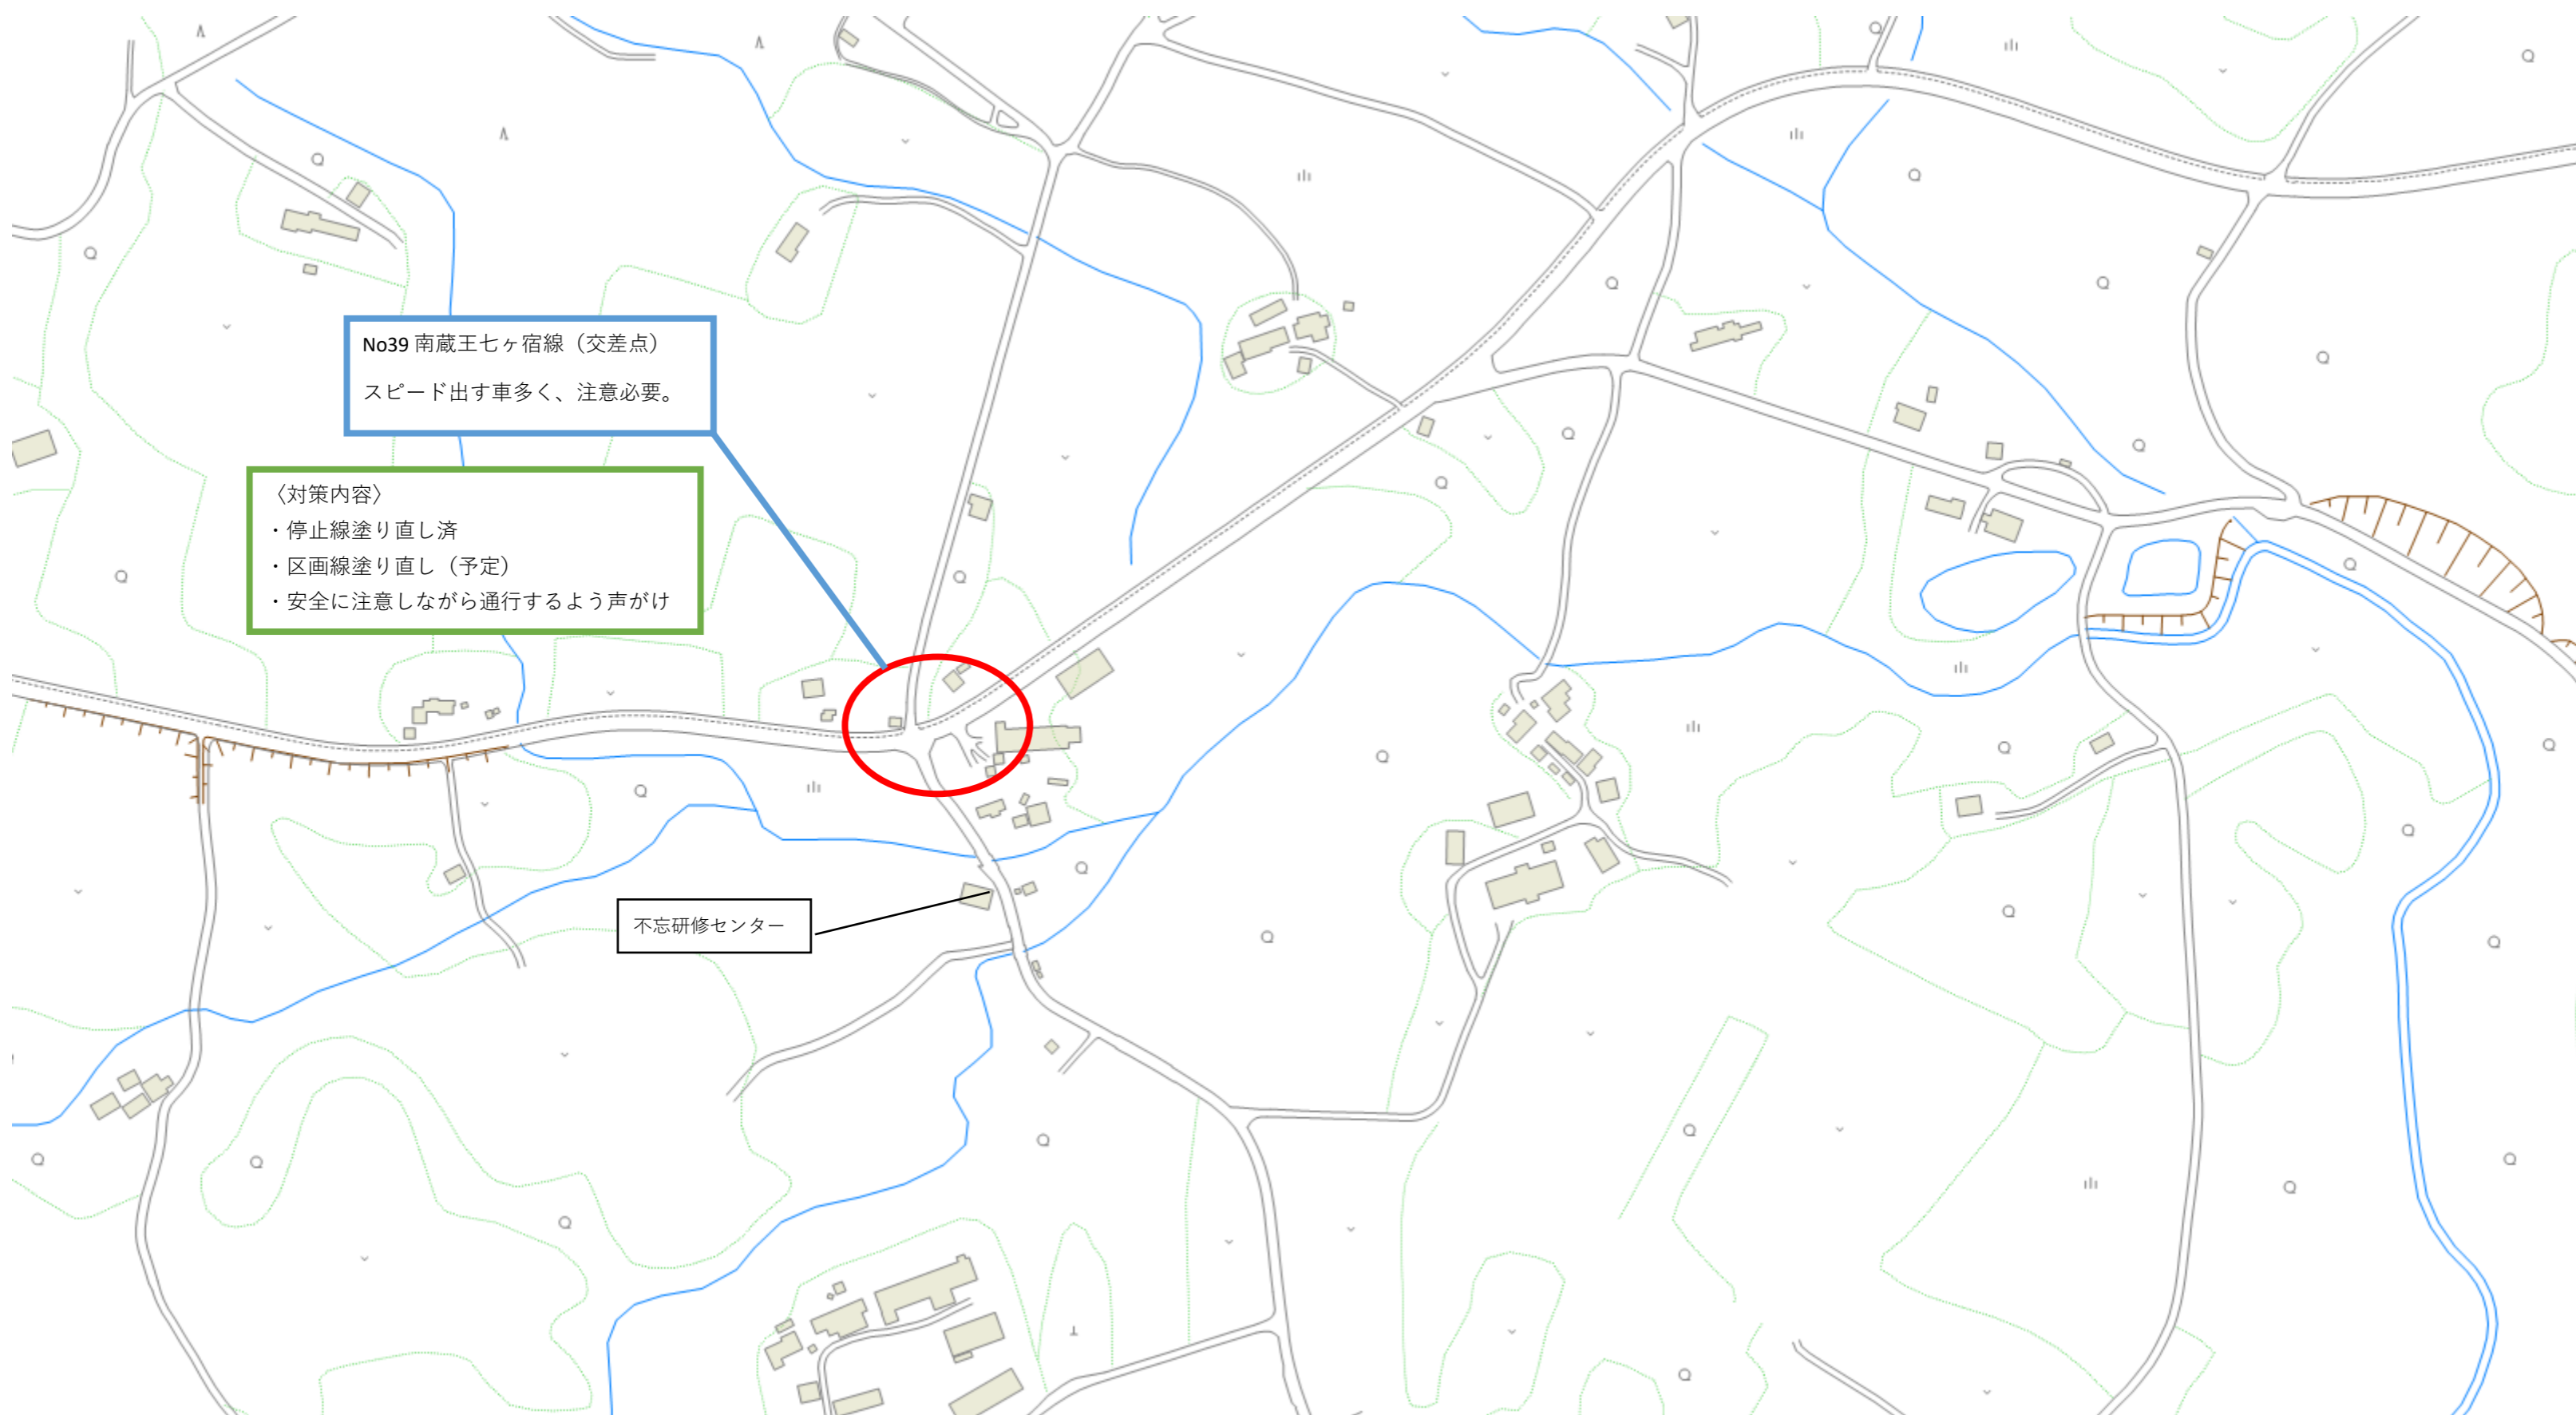 No39 南蔵王七ヶ宿線（交差点）
スピード出す車多く、注意必要。
〈対策内容〉
・停止線塗り直し済
・区画線塗り直し（予定）
・安全に注意しながら通行するよう声がけ
不忘研修センター